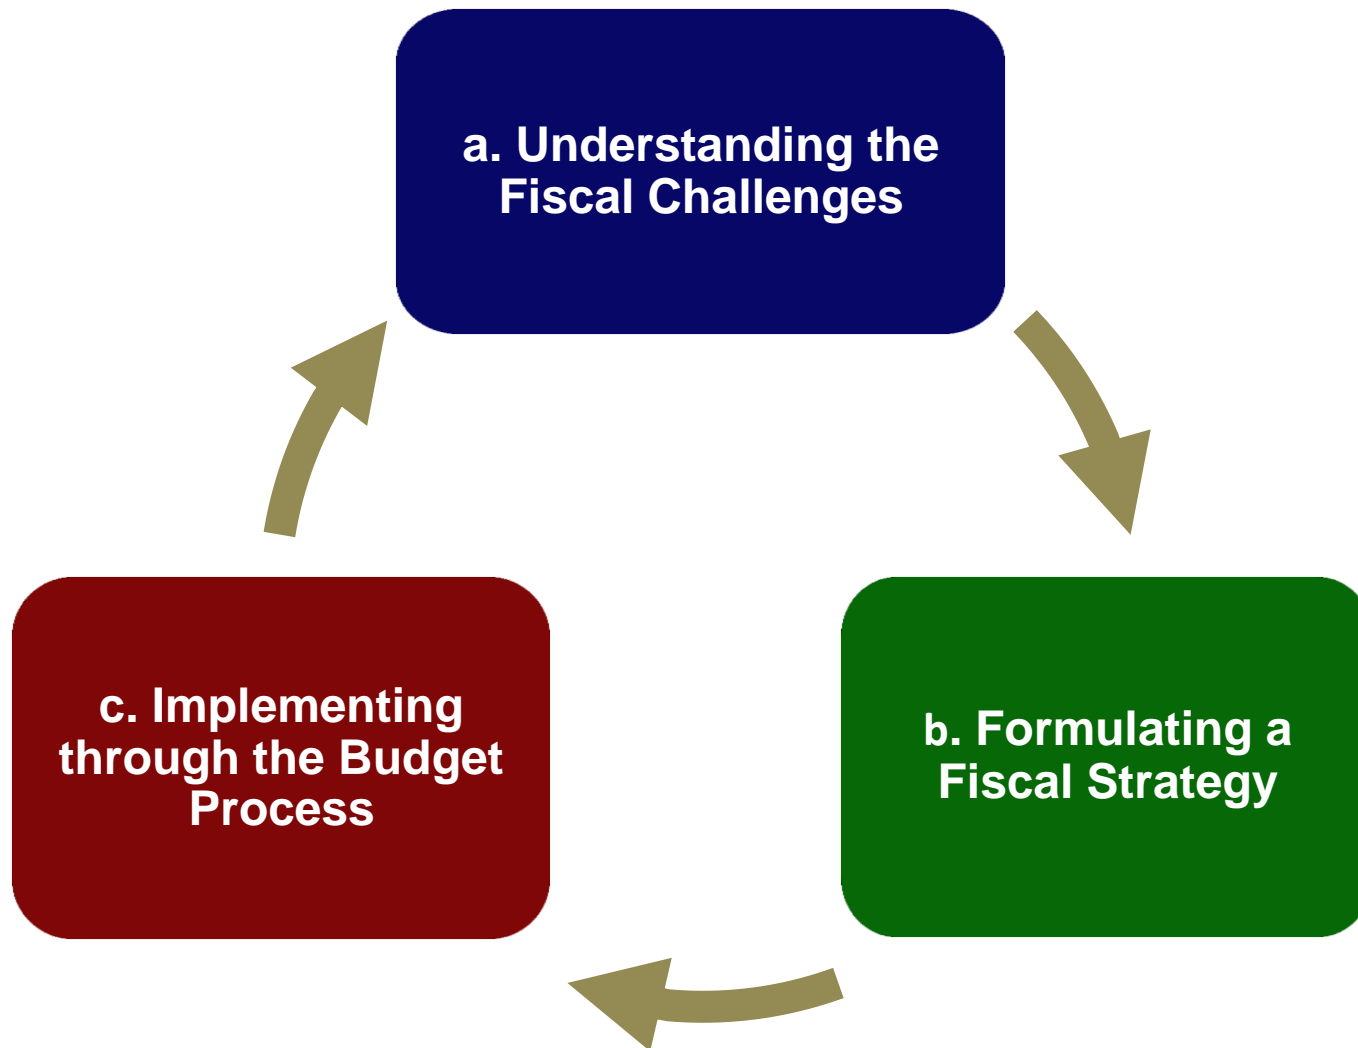 a. Understanding the
Fiscal Challenges
b. Formulating a
Fiscal Strategy
c. Implementing
through the Budget
Process